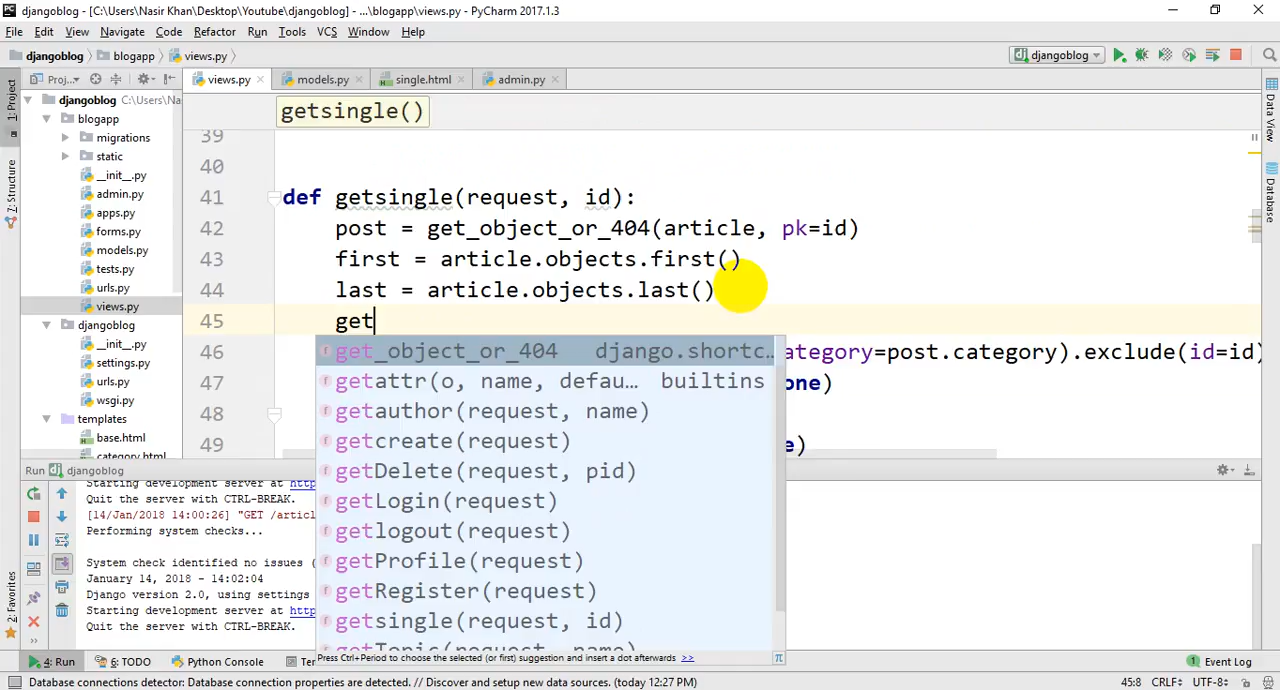 djangoblog - [C:\Users\Nasir Khan\Desktop\Youtube\djangoblog] - ...\blogapp\views.py - PyCharm 2017.1.3
File Edit View Navigate Code Refactor Run Tools VCS Window Help
djangoblog blogapp views.py djangoblog
Proj... views.py models.py single.html admin.py
1: Project
Z: Structure
2: Favorites
Data View
Database
djangoblog C:\Users\Na
blogapp
migrations
static
__init__.py
admin.py
apps.py
forms.py
models.py
tests.py
urls.py
views.py
djangoblog
__init__.py
settings.py
urls.py
wsgi.py
templates
base.html
category.html
getsingle()
39
40
41 def getsingle(request, id):
42 post = get_object_or_404(article, pk=id)
43 first = article.objects.first()
44 last = article.objects.last()
45 get
46 ategory=post.category).exclude(id=id)
47 one)
48
49 e)
get_object_or_404 django.shortc...
getattr(o, name, defau... builtins
getauthor(request, name)
getcreate(request)
getDelete(request, pid)
getLogin(request)
getlogout(request)
getProfile(request)
getRegister(request)
getsingle(request, id)
getTopic(request, name)
Press Ctrl+Period to choose the selected (or first) suggestion and insert a dot afterwards >>
π
Run djangoblog
Starting development server at http
Quit the server with CTRL-BREAK.
[14/Jan/2018 14:00:26] "GET /articl
Performing system checks...
System check identified no issues (
January 14, 2018 - 14:02:04
Django version 2.0, using settings
Starting development server at http
Quit the server with CTRL-BREAK.
4: Run 6: TODO Python Console Ter 1 Event Log
Database connections detector: Database connection properties are detected. // Discover and setup new data sources. (today 12:27 PM) 45:8 CRLF UTF-8